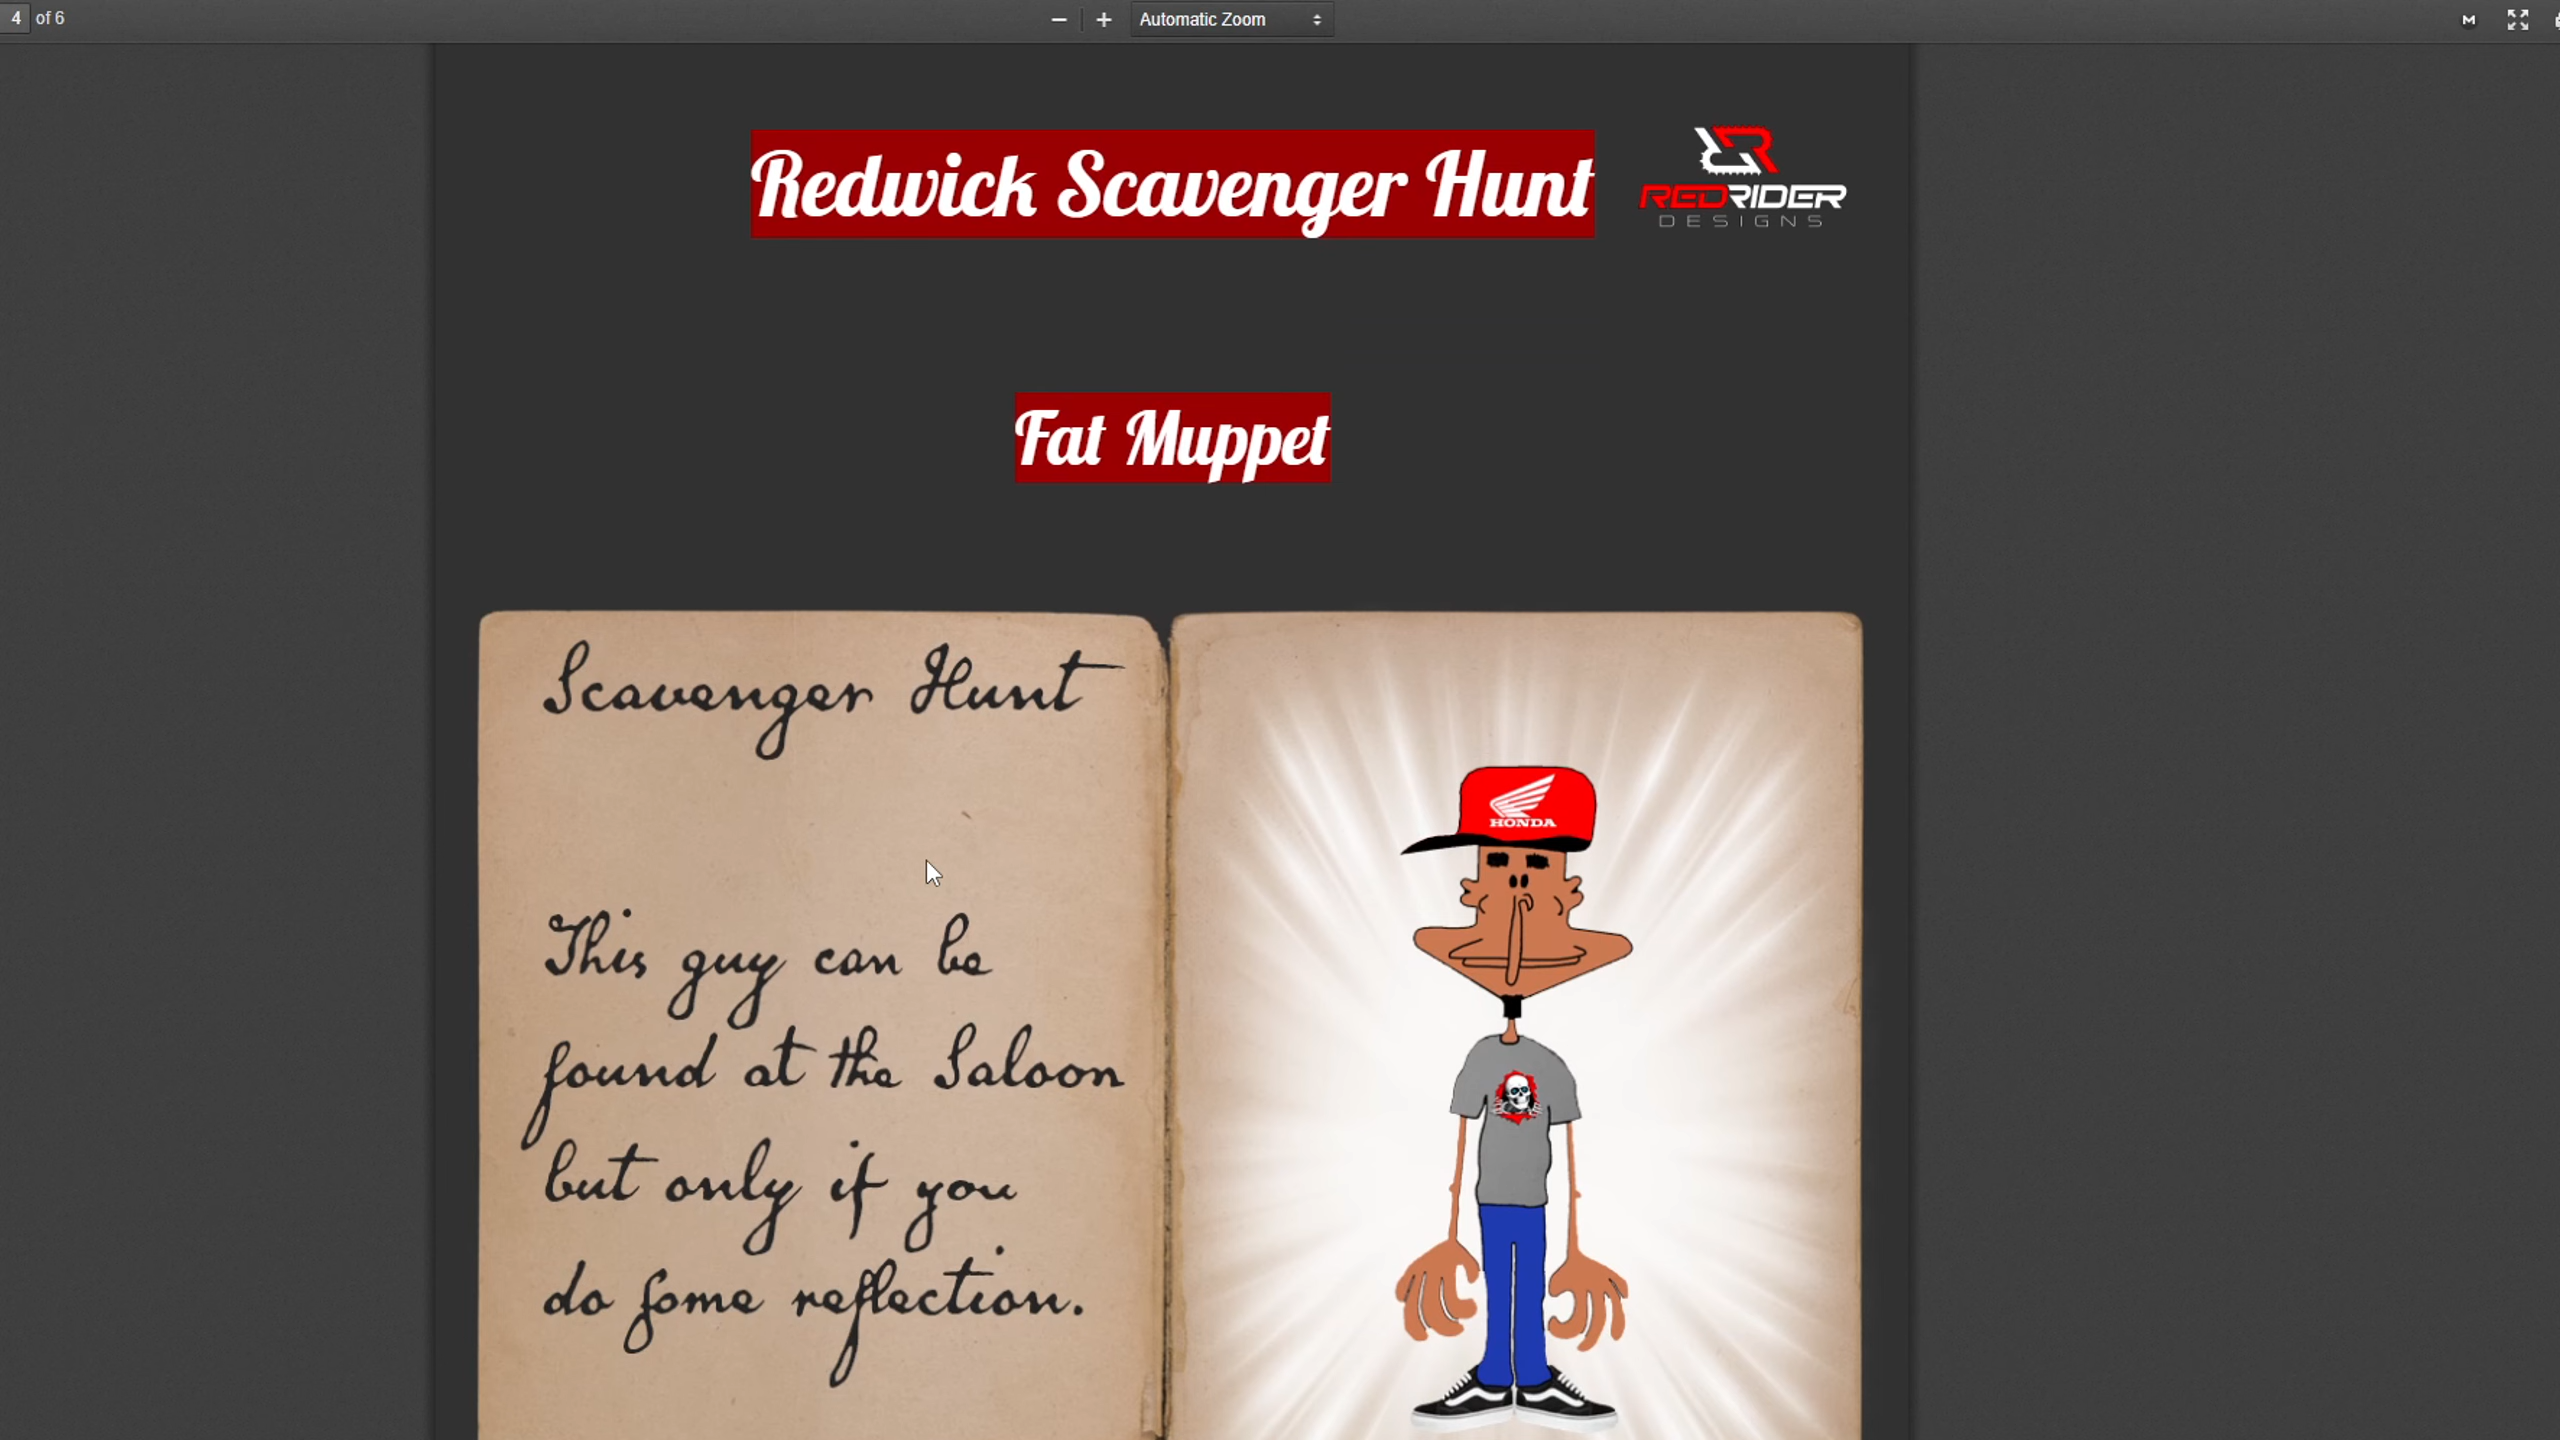 4 of 6
Automatic Zoom
Redwick Scavenger Hunt
REDRIDER
DESIGNS
Fat Muppet
Scavenger Hunt
This guy can be
found at the Saloon
but only if you
do some reflection.
HONDA